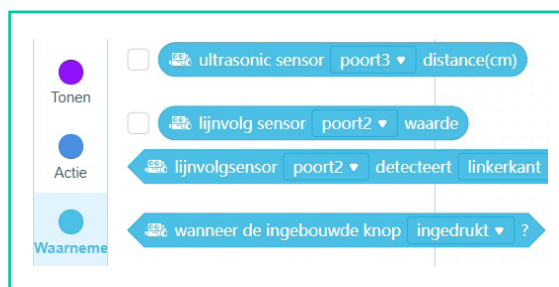 ultrasonic sensor poort3 distance(cm)
Tonen
lijnvolg sensor poort2 waarde
lijnvolgsensor poort2 detecteert linkerkant
Actie
wanneer de ingebouwde knop ingedrukt ?
Waarneme